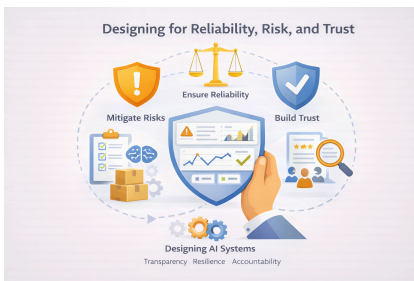 Designing for Reliability, Risk, and Trust
Ensure Reliability
Mitigate Risks
Build Trust
Designing AI Systems
Transparency Resilience Accountability